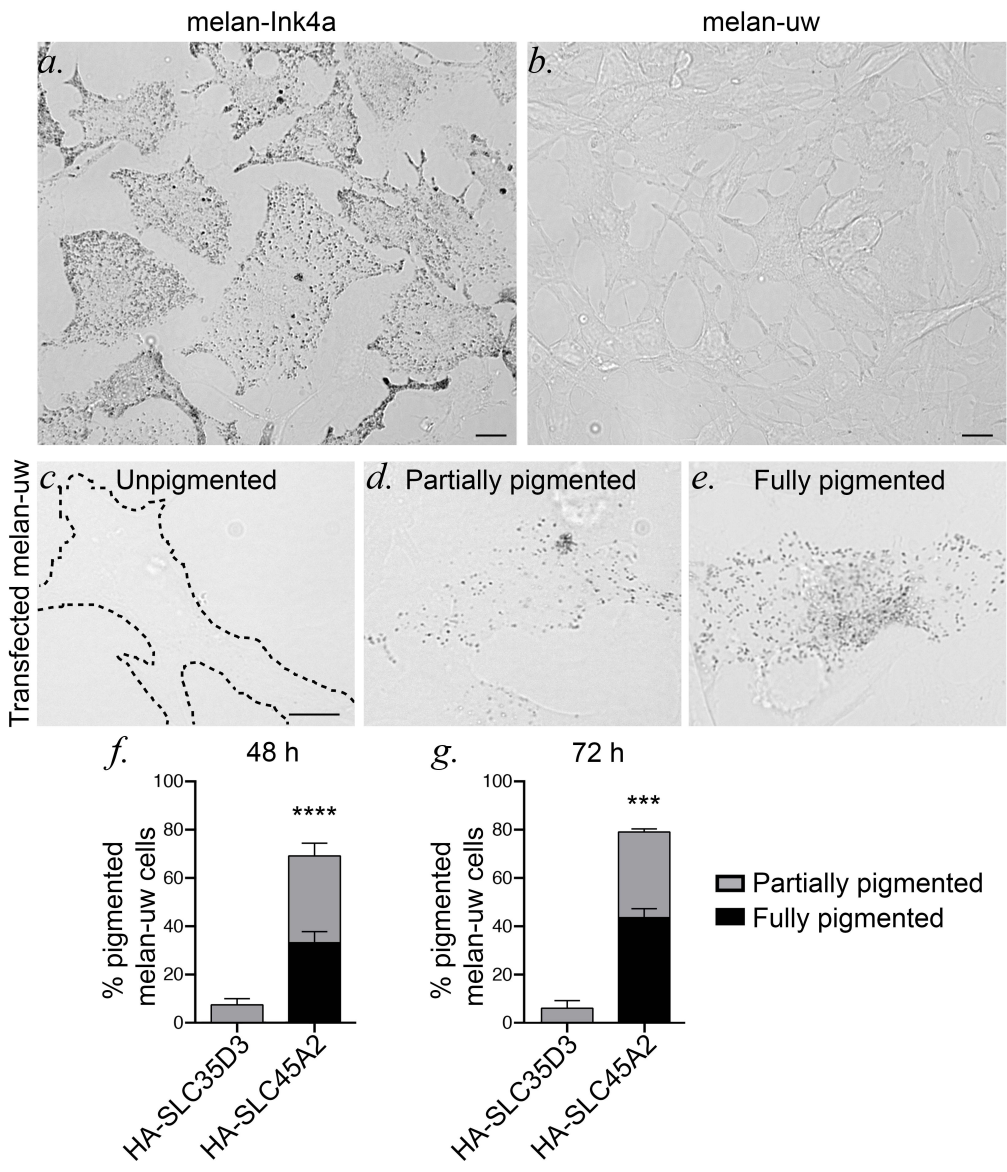 melan-Ink4a
melan-uw
a.
b.
Transfected melan-uw
c.
Unpigmented
d.
Partially pigmented
e.
Fully pigmented
f.
48 h
% pigmented
melan-uw cells
100
80
60
40
20
0
****
HA-SLC35D3
HA-SLC45A2
g.
72 h
% pigmented
melan-uw cells
100
80
60
40
20
0
***
HA-SLC35D3
HA-SLC45A2
Partially pigmented
Fully pigmented